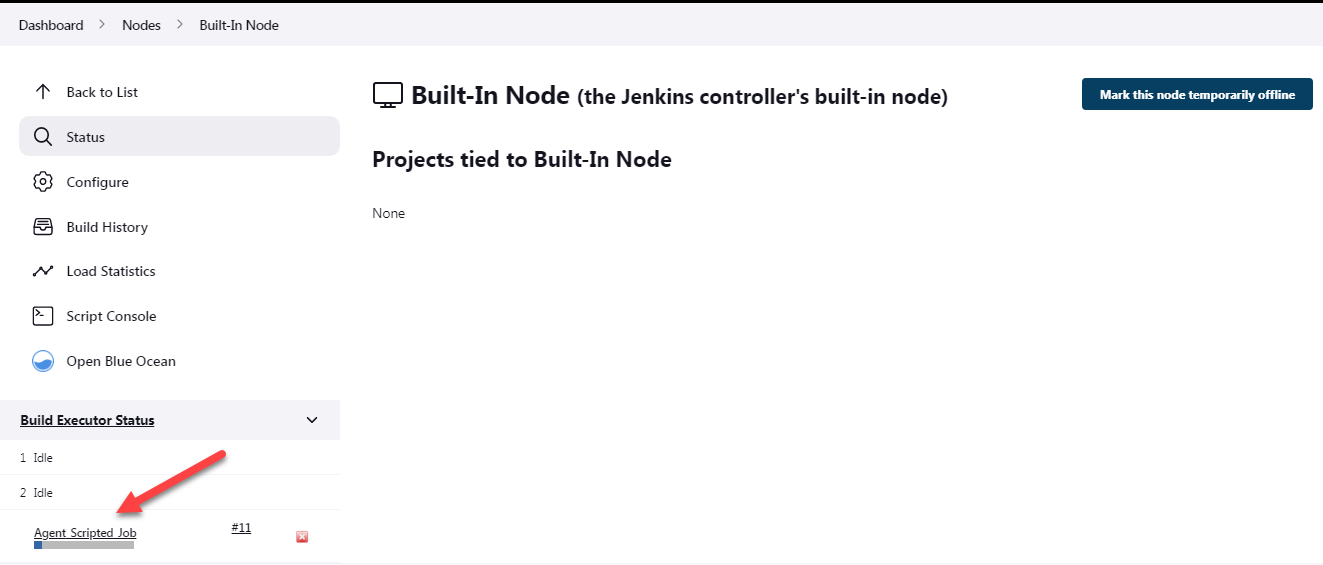 Dashboard > Nodes > Built-In Node
Back to List
Status
Configure
Build History
Load Statistics
Script Console
Open Blue Ocean
Build Executor Status
1 Idle
2 Idle
Agent Scripted Job #11
Built-In Node (the Jenkins controller's built-in node)
Mark this node temporarily offline
Projects tied to Built-In Node
None